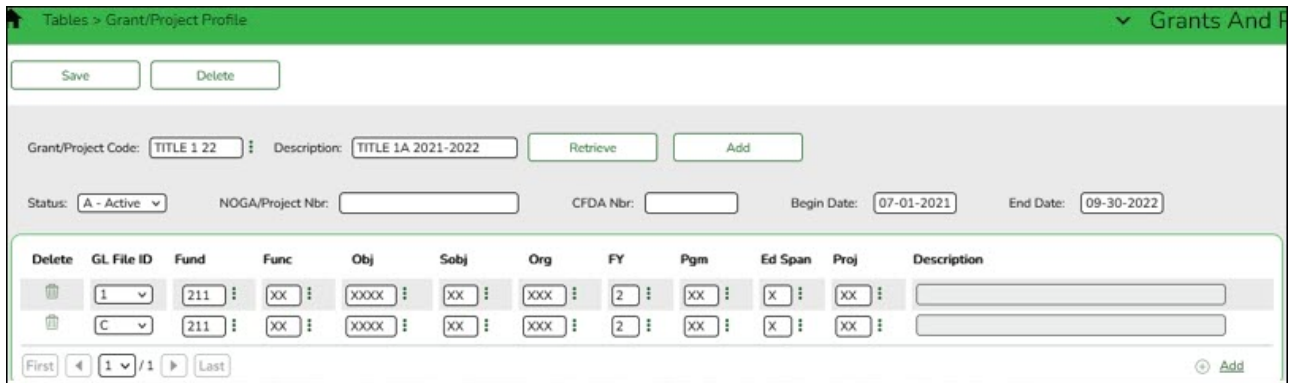 Tables > Grant/Project Profile Grants And
Save Delete
Grant/Project Code: TITLE 1 22 Description: TITLE 1A 2021-2022 Retrieve Add
Status: A - Active NOGA/Project Nbr: CFDA Nbr: Begin Date: 07-01-2021 End Date: 09-30-2022
Delete GL File ID Fund Func Obj Sobj Org FY Pgm Ed Span Proj Description
1 211 XX XXXX XX XXX 2 XX X XX
C 211 XX XXXX XX XXX 2 XX X XX
First 1 / 1 Last Add